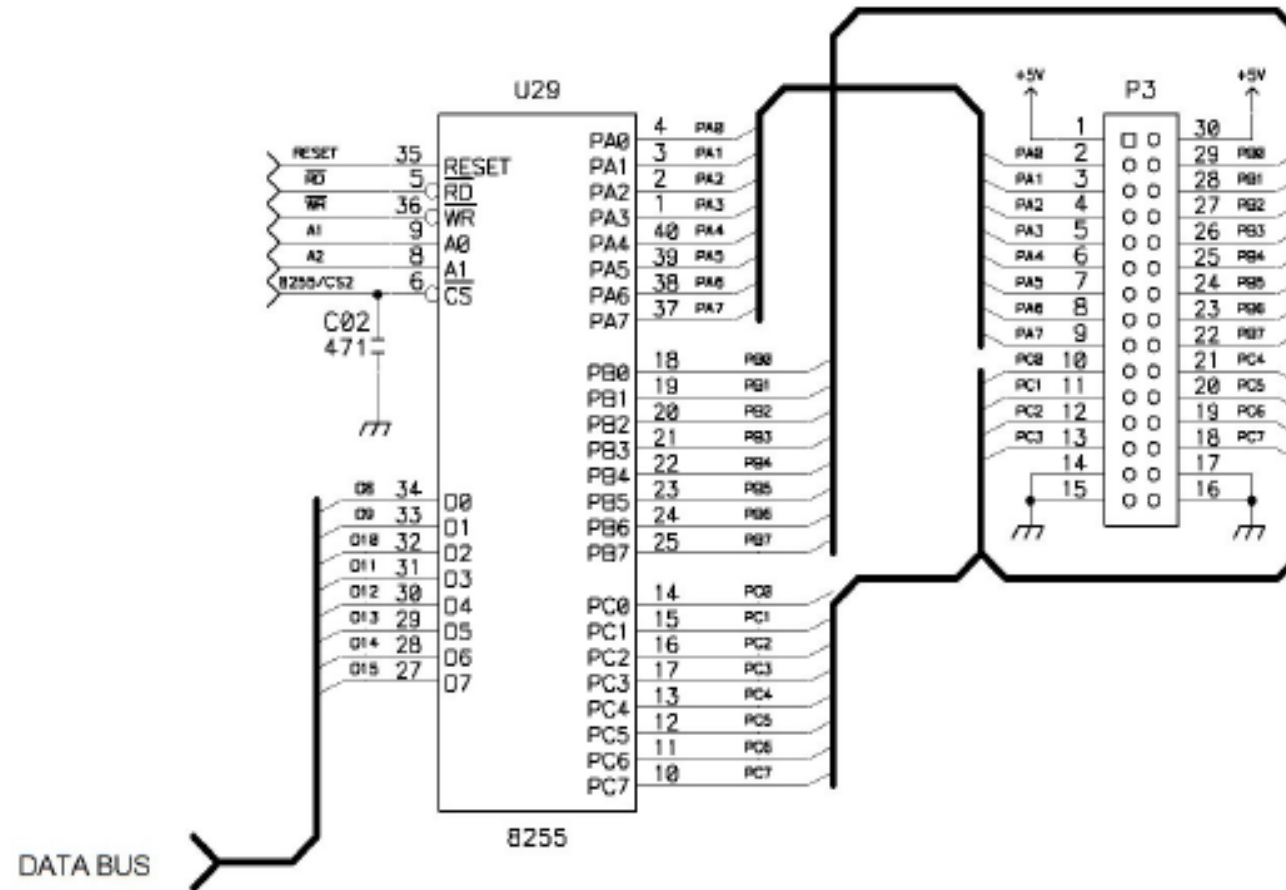 U29
RESET 35 RESET
RD 5 RD
WR 36 WR
A1 9 A0
A2 8 A1
8255/CS2 6 CS
C02
471
D8 34 D0
D9 33 D1
D10 32 D2
D11 31 D3
D12 30 D4
D13 29 D5
D14 28 D6
D15 27 D7
PA0 4 PA0
PA1 3 PA1
PA2 2 PA2
PA3 1 PA3
PA4 40 PA4
PA5 39 PA5
PA6 38 PA6
PA7 37 PA7
PB0 18 PB0
PB1 19 PB1
PB2 20 PB2
PB3 21 PB3
PB4 22 PB4
PB5 23 PB5
PB6 24 PB6
PB7 25 PB7
PC0 14 PC0
PC1 15 PC1
PC2 16 PC2
PC3 17 PC3
PC4 13 PC4
PC5 12 PC5
PC6 11 PC6
PC7 10 PC7
8255
DATA BUS
+5V P3 +5V
1 30
PA0 2 29 PB0
PA1 3 28 PB1
PA2 4 27 PB2
PA3 5 26 PB3
PA4 6 25 PB4
PA5 7 24 PB5
PA6 8 23 PB6
PA7 9 22 PB7
PC0 10 21 PC4
PC1 11 20 PC5
PC2 12 19 PC6
PC3 13 18 PC7
14 17
15 16